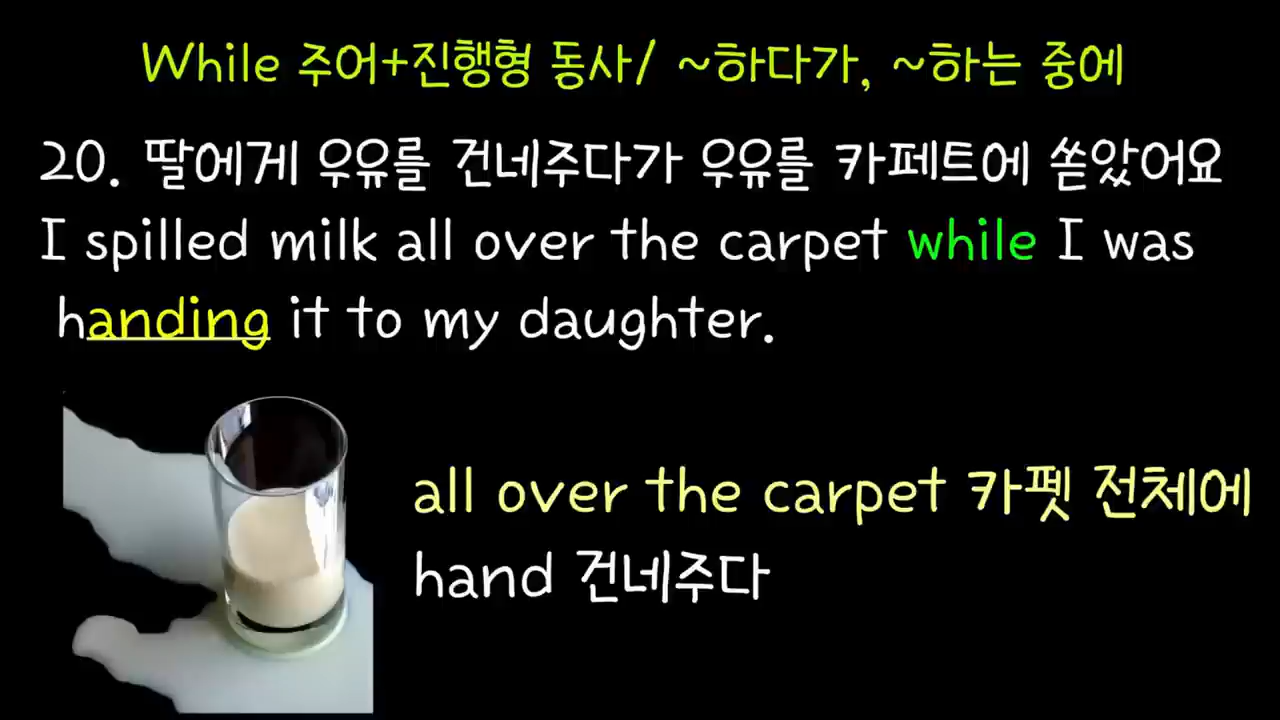 While 주어+진행형 동사/ ~하다가, ~하는 중에
20. 딸에게 우유를 건네주다가 우유를 카페트에 쏟았어요
I spilled milk all over the carpet while I was
handing it to my daughter.
all over the carpet 카펫 전체에
hand 건네주다